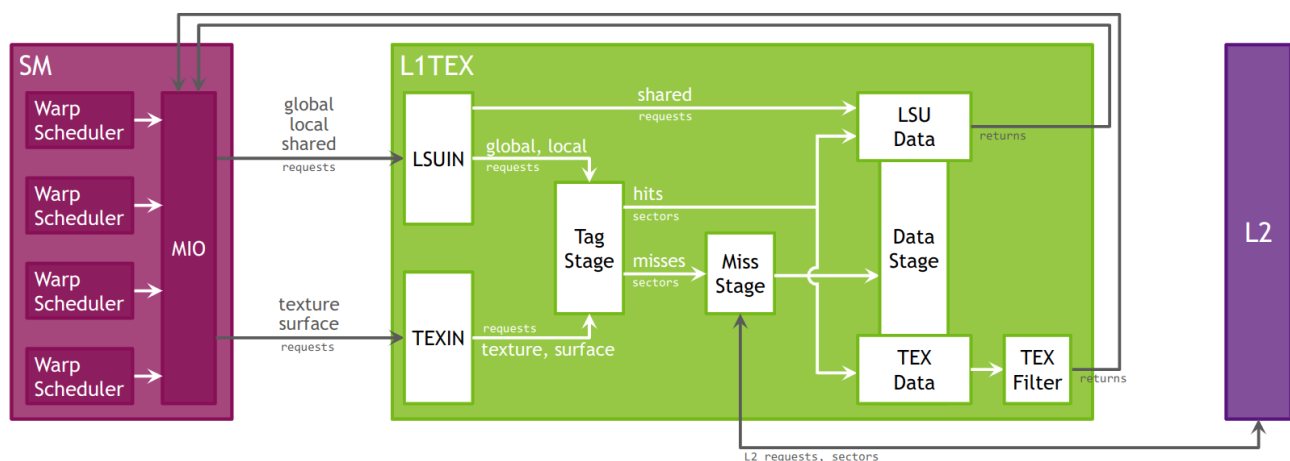 SM
Warp
Scheduler
Warp
Scheduler
Warp
Scheduler
Warp
Scheduler
MIO
global
local
shared
requests
texture
surface
requests
L1TEX
LSUIN
TEXIN
shared
requests
global, local
requests
requests
texture, surface
Tag
Stage
hits
sectors
misses
sectors
Miss
Stage
LSU
Data
Data
Stage
TEX
Data
TEX
Filter
returns
returns
L2 requests, sectors
L2